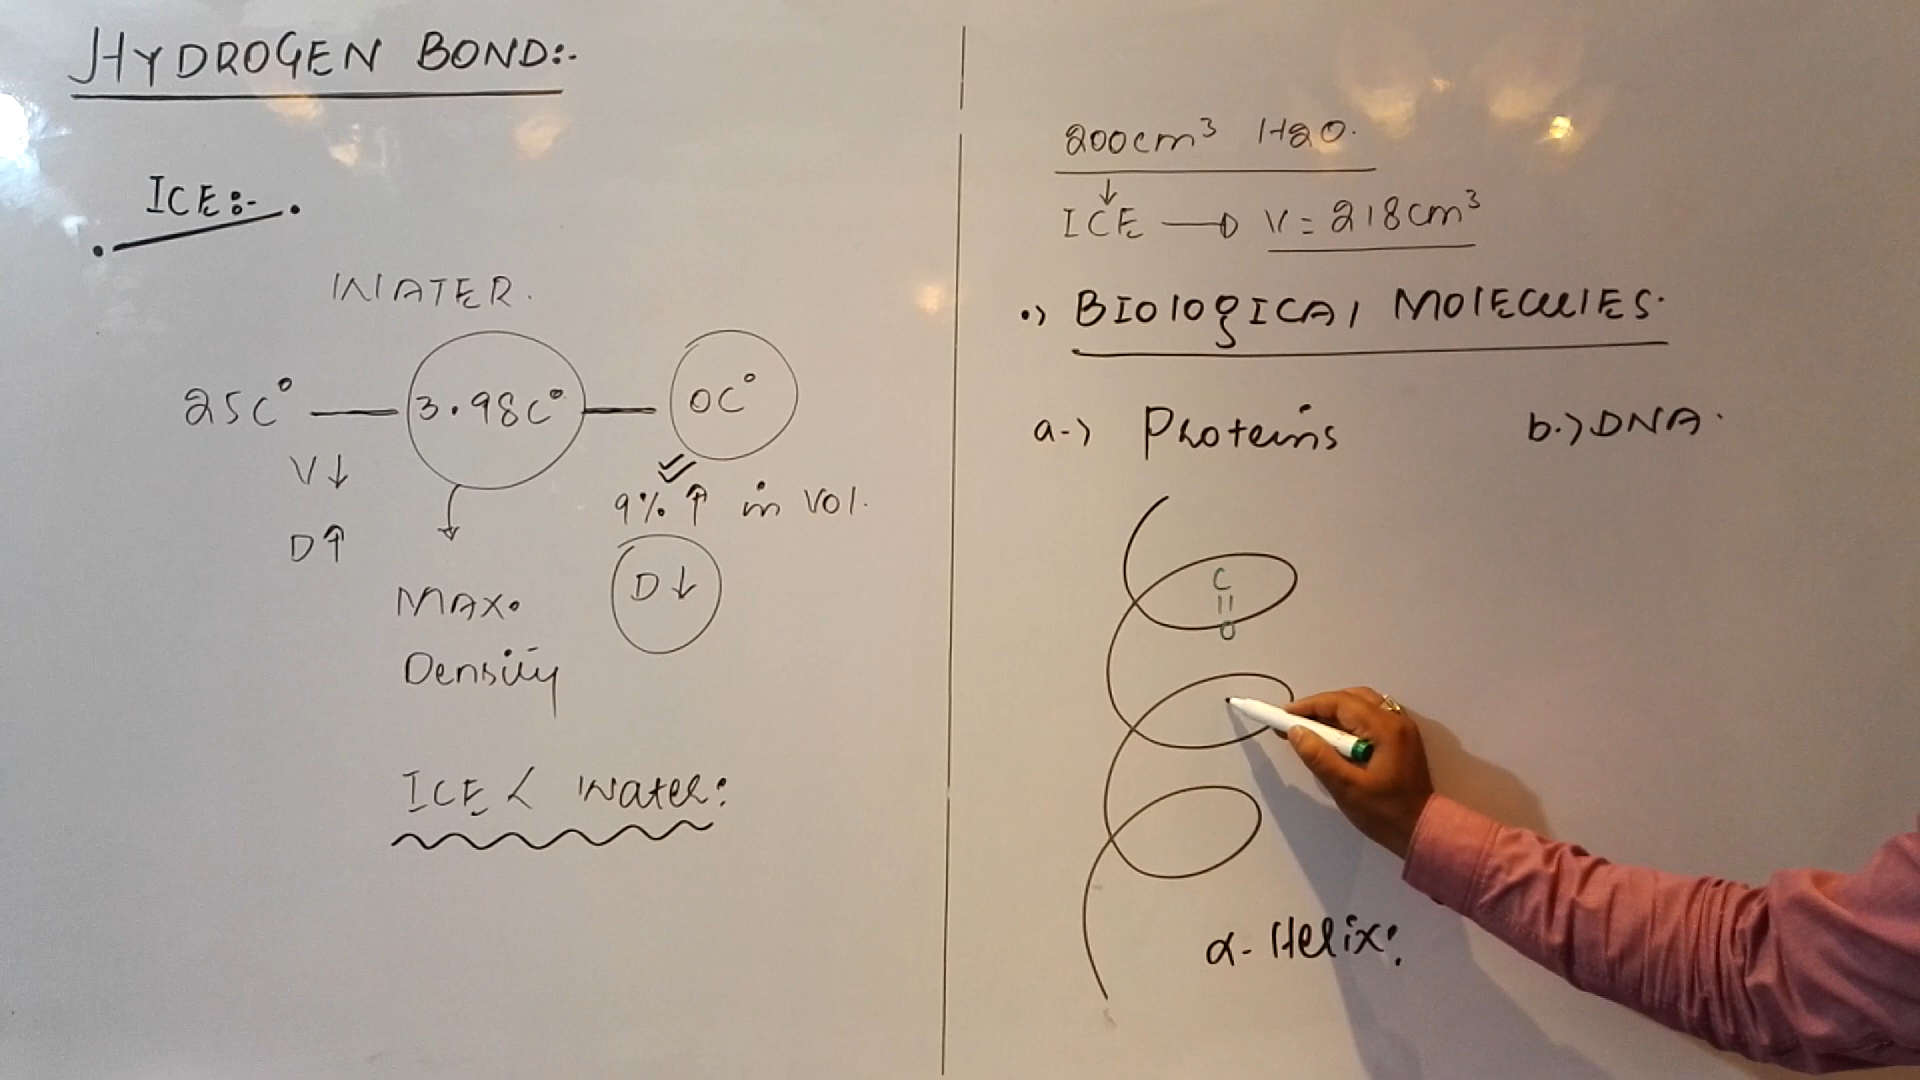 HYDROGEN BOND:-
ICE:-
WATER.
25C° — 3.98C° — 0C°
V↓
D↑
9% ↑ in Vol.
D↓
MAX.
Density
ICE < Water:
200cm³ H2O.
↓
ICE → V = 218cm³
•) BIOlOgICAl MOlECUlES.
a-) Proteins
b.) DNA.
C
||
O
α- Helix: